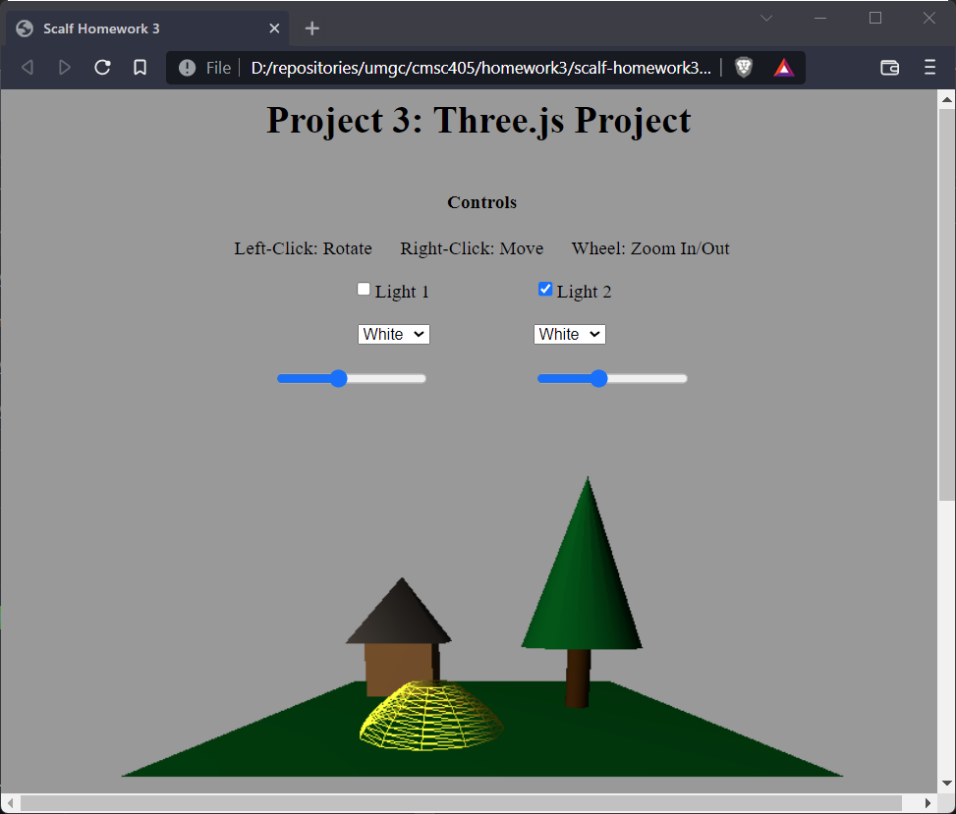 Scalf Homework 3
File D:/repositories/umgc/cmsc405/homework3/scalf-homework3...
Project 3: Three.js Project
Controls
Left-Click: Rotate Right-Click: Move Wheel: Zoom In/Out
Light 1 Light 2
White White